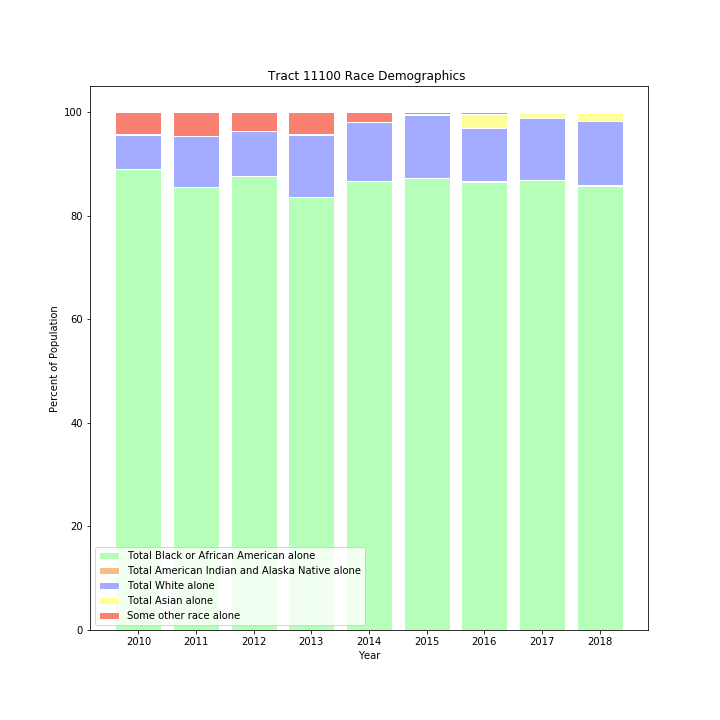 Tract 11100 Race Demographics
100
80
60
40
20
0
Percent of Population
Total Black or African American alone
Total American Indian and Alaska Native alone
Total White alone
Total Asian alone
Some other race alone
2010 2011 2012 2013 2014 2015 2016 2017 2018
Year